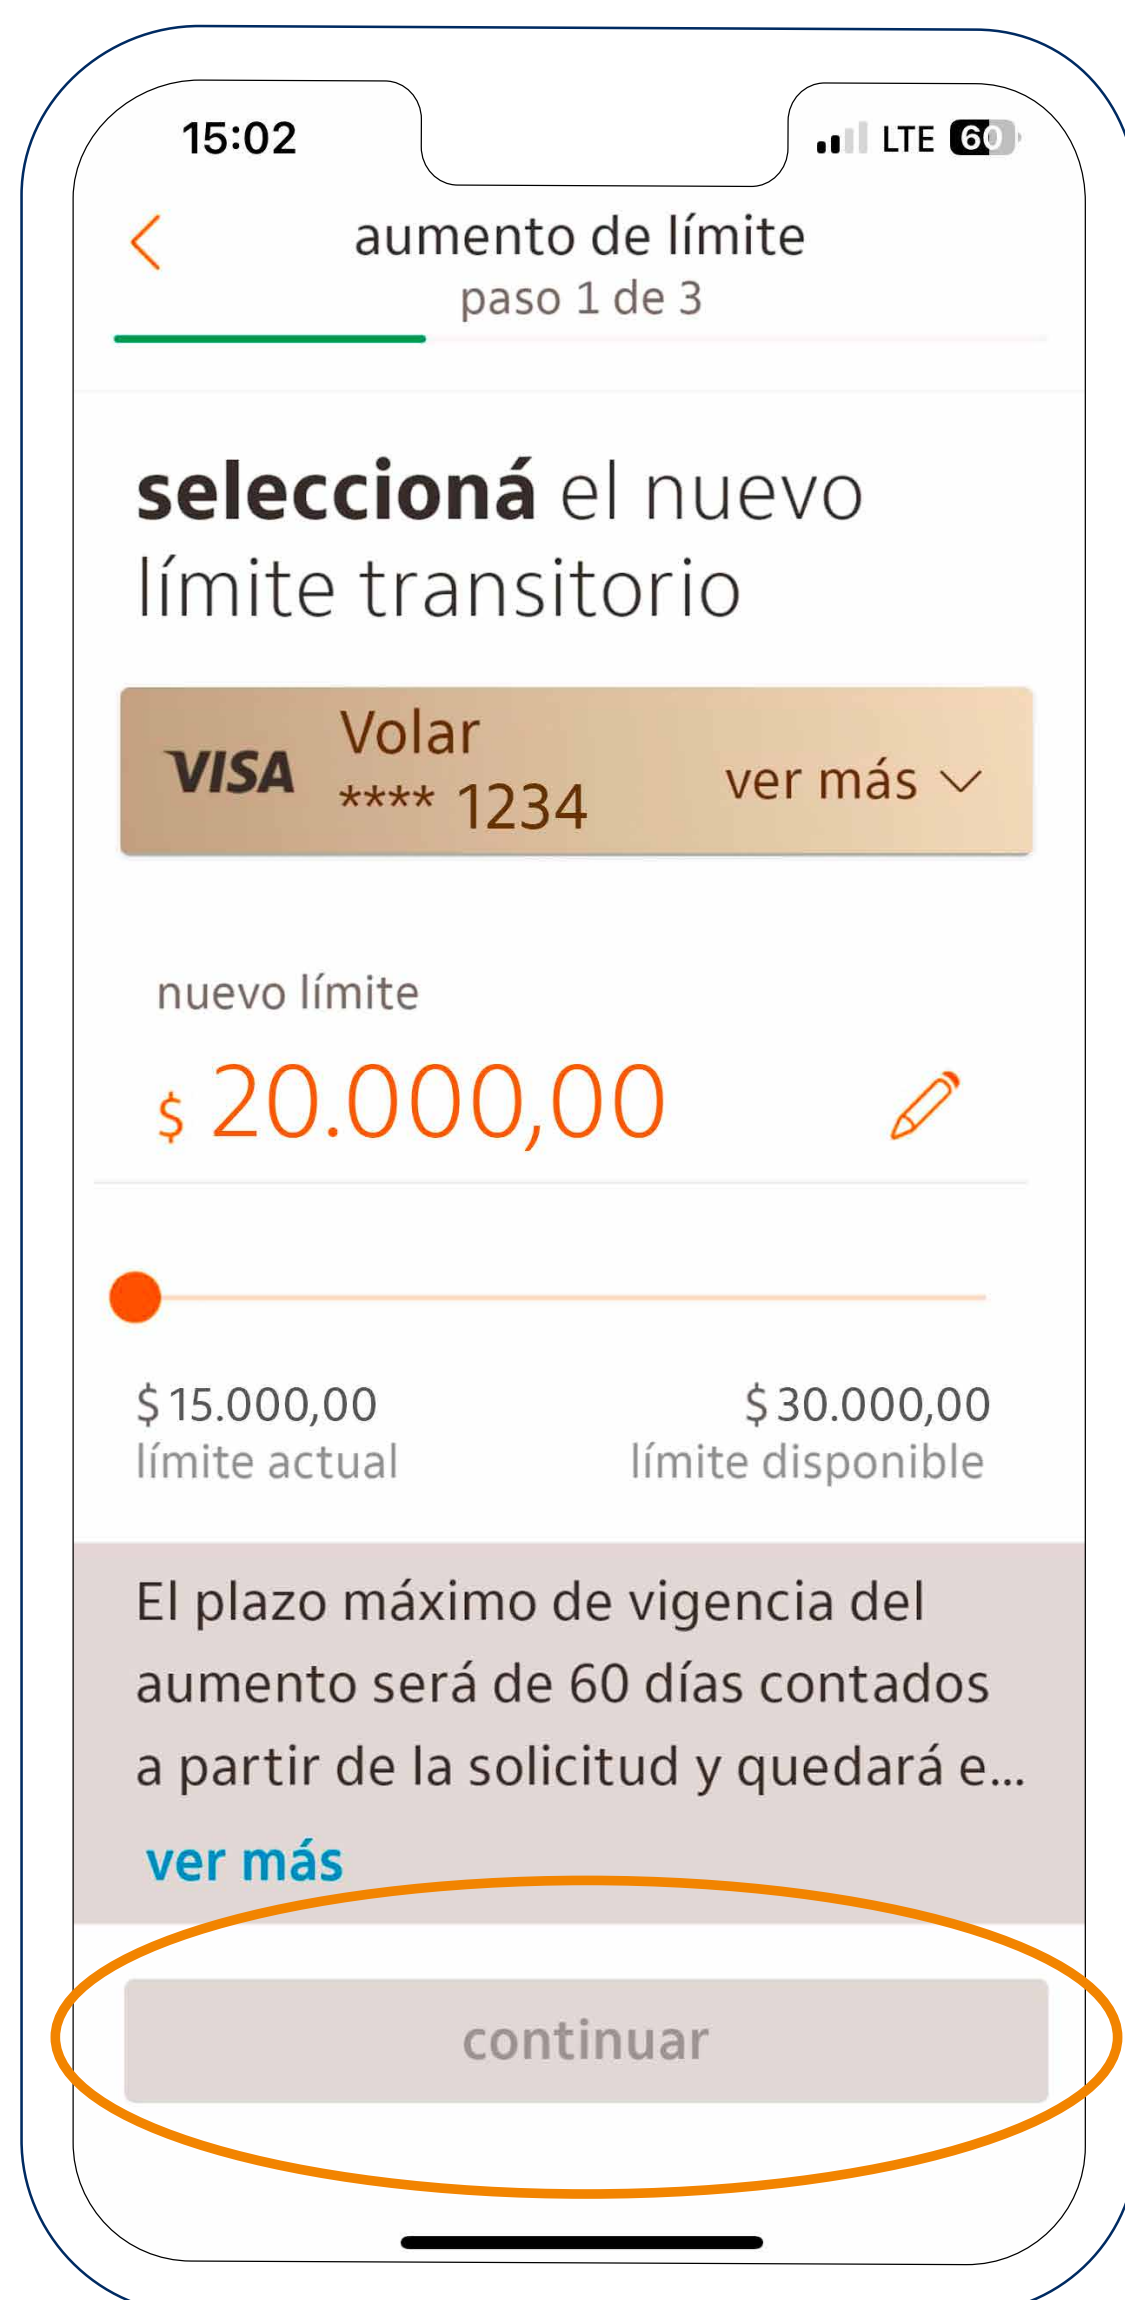 15:02
LTE 60
aumento de límite
paso 1 de 3
seleccioná el nuevo
límite transitorio
VISA
Volar
**** 1234
ver más
nuevo límite
$ 20.000,00
$ 15.000,00
$ 30.000,00
límite actual
límite disponible
El plazo máximo de vigencia del
aumento será de 60 días contados
a partir de la solicitud y quedará e...
ver más
continuar